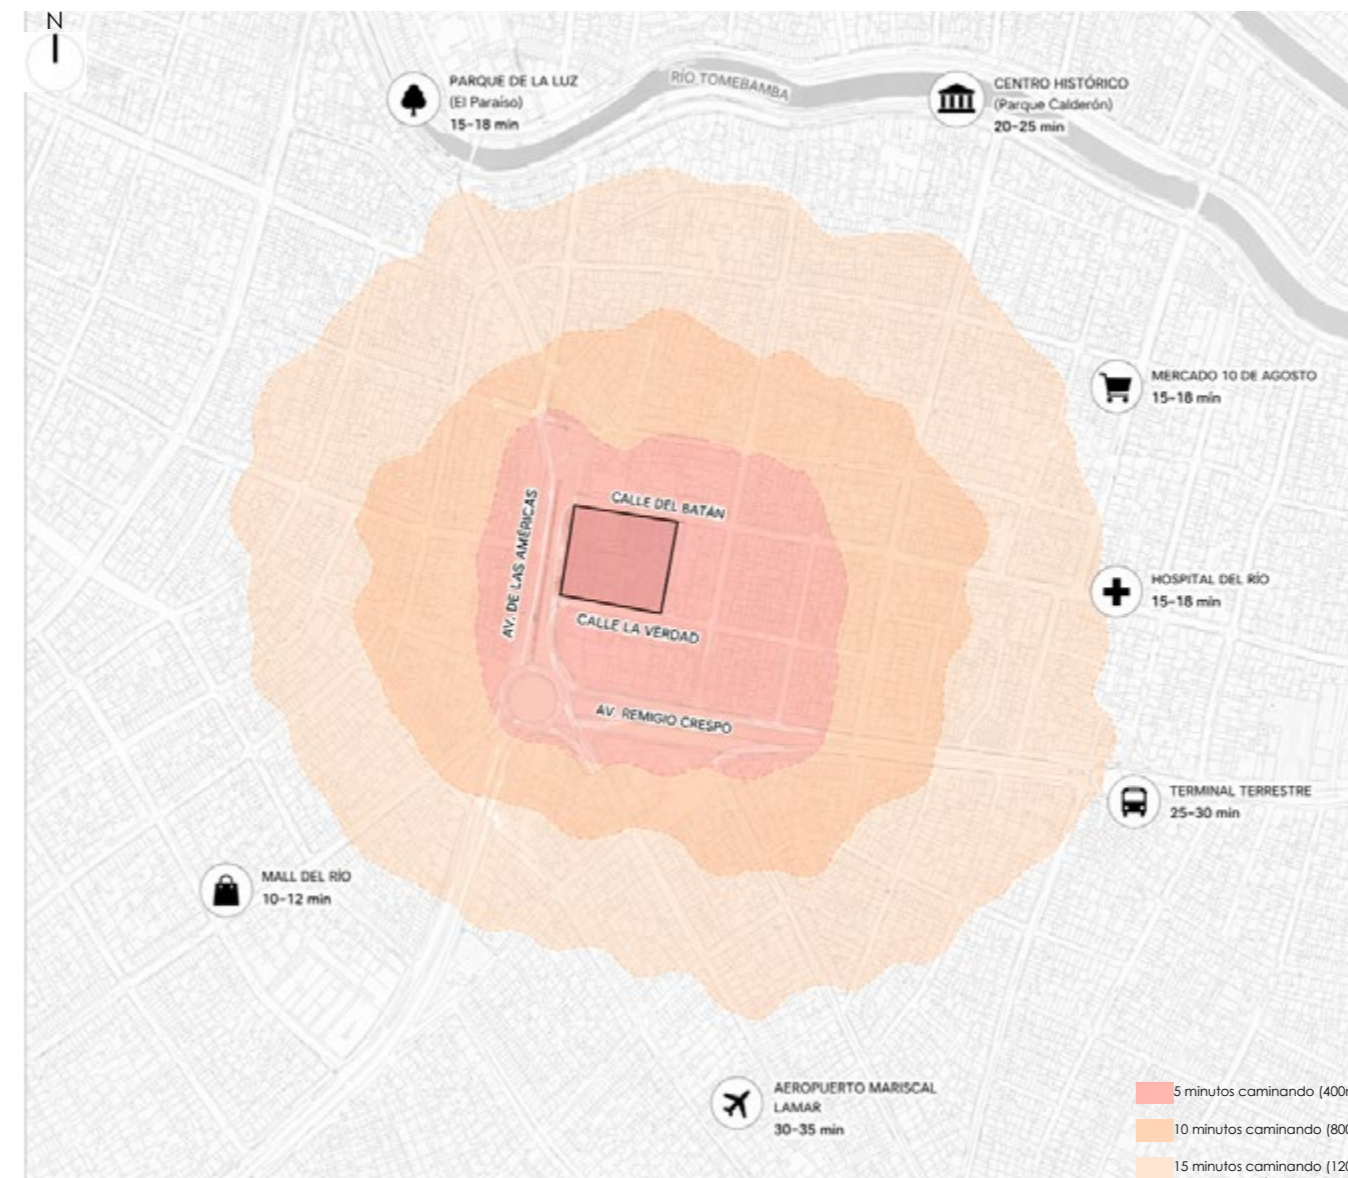 N
PARQUE DE LA LUZ
(El Paraíso)
15-18 min
RÍO TOMEBAMBA
CENTRO HISTÓRICO
(Parque Calderón)
20-25 min
MERCADO 10 DE AGOSTO
15-18 min
CALLE DEL BATÁN
AV. DE LAS AMÉRICAS
CALLE LA VERDAD
HOSPITAL DEL RÍO
15-18 min
AV. REMIGIO CRESPO
TERMINAL TERRESTRE
25-30 min
MALL DEL RÍO
10-12 min
AEROPUERTO MARISCAL
LAMAR
30-35 min
5 minutos caminando (400m
10 minutos caminando (800
15 minutos caminando (120